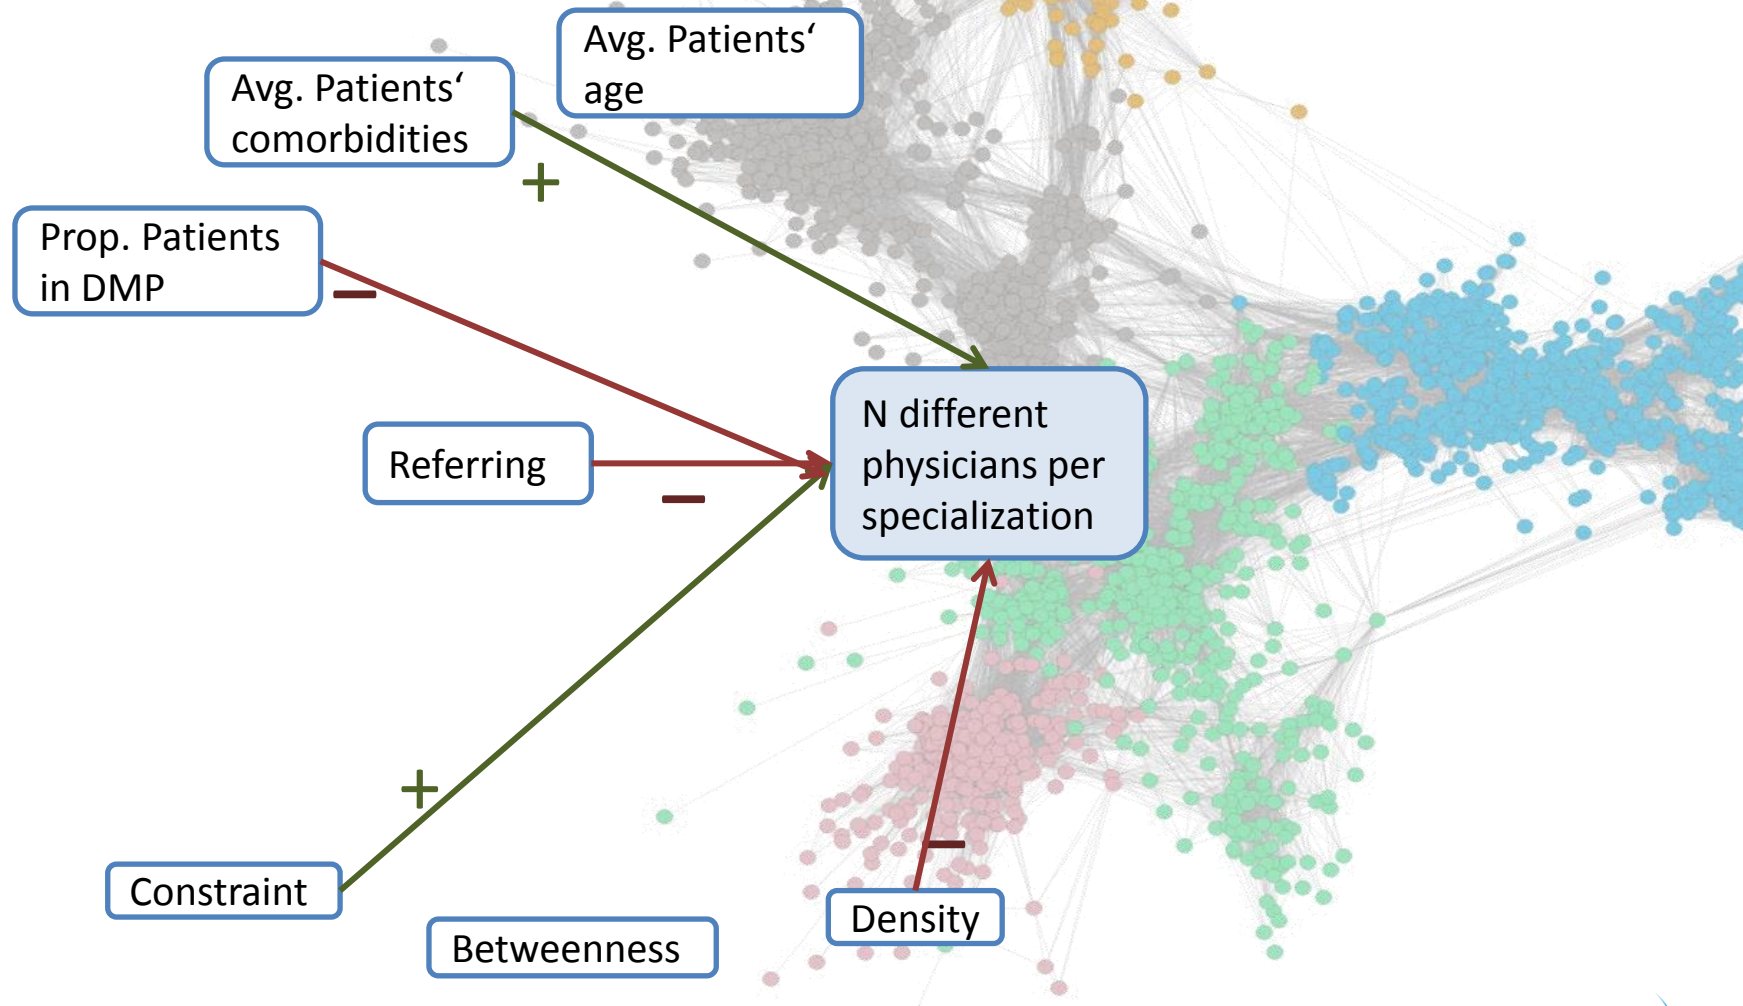 Avg. Patients‘
age
Avg. Patients‘
comorbidities
+
Prop. Patients
in DMP
–
N different
physicians per
specialization
Referring
–
+
–
Constraint
Density
Betweenness